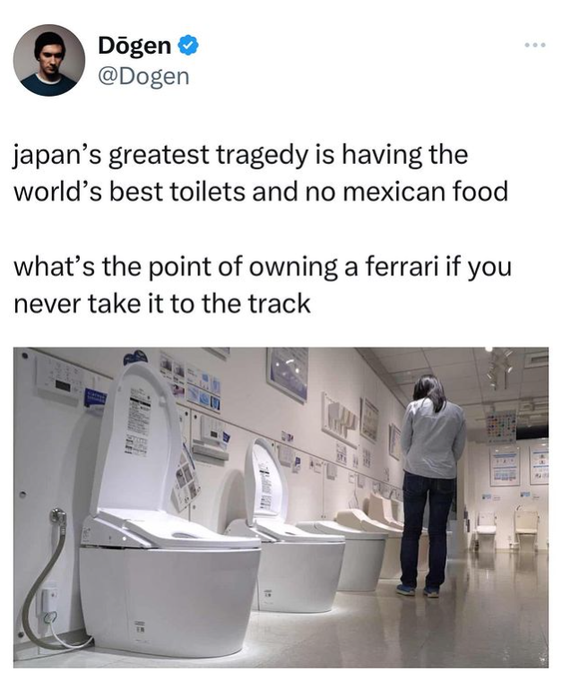 Dōgen
@Dogen
japan’s greatest tragedy is having the
world’s best toilets and no mexican food
what’s the point of owning a ferrari if you
never take it to the track